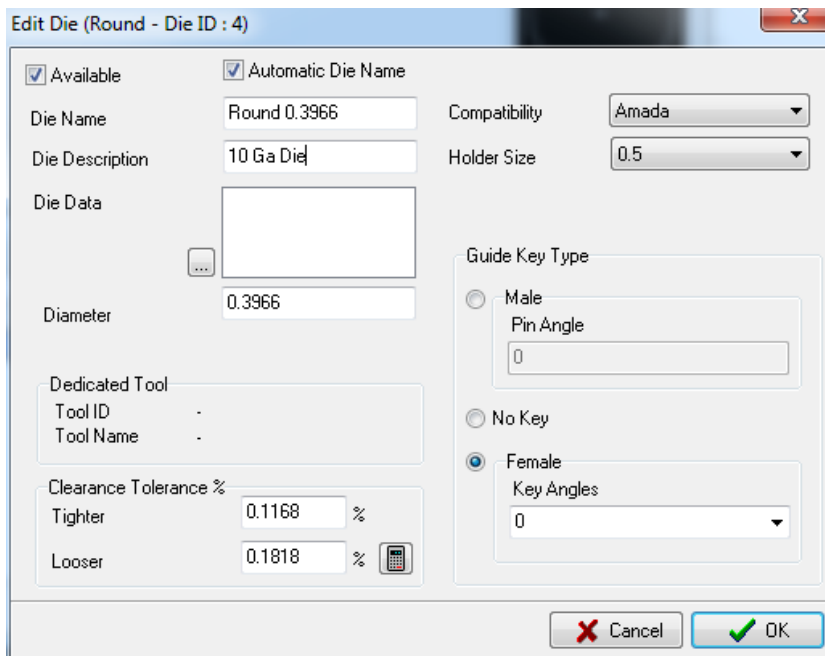 Edit Die (Round - Die ID : 4)
Available
Automatic Die Name
Die Name
Round 0.3966
Compatibility
Amada
Die Description
10 Ga Die
Holder Size
0.5
Die Data
...
Diameter
0.3966
Guide Key Type
Male
Pin Angle
0
Dedicated Tool
Tool ID -
Tool Name -
No Key
Female
Key Angles
0
Clearance Tolerance %
Tighter 0.1168 %
Looser 0.1818 %
Cancel
OK